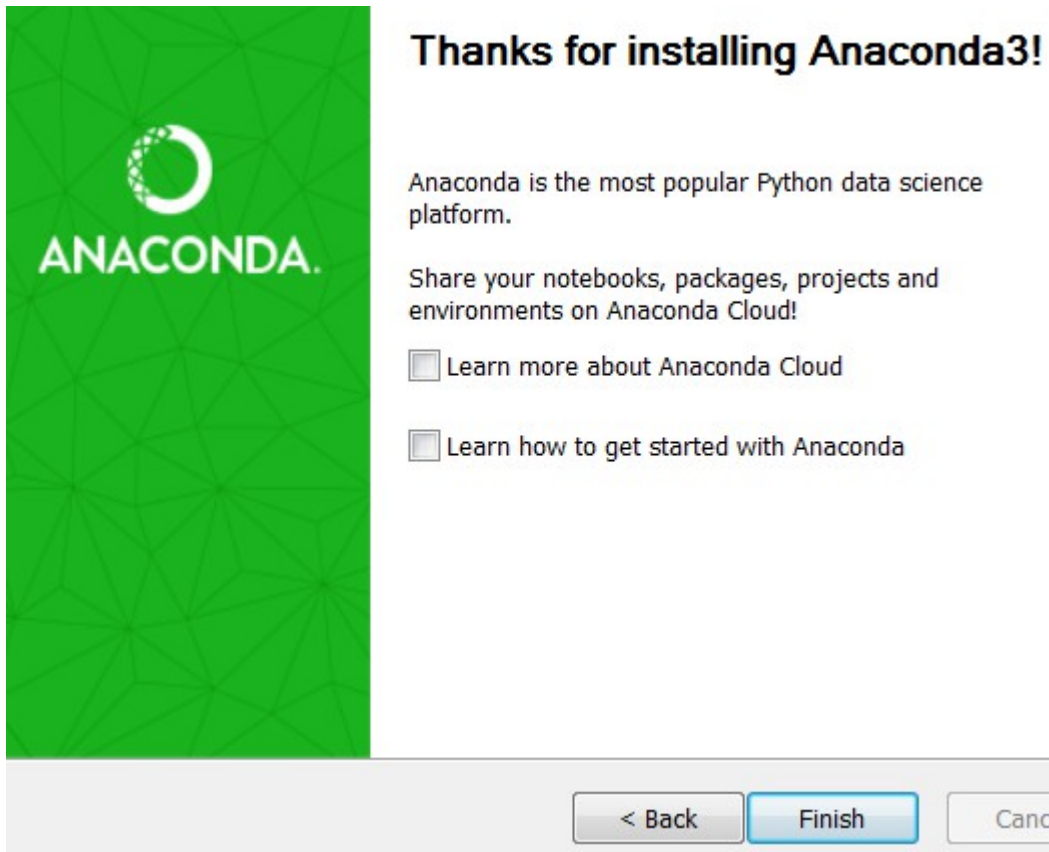 Thanks for installing Anaconda3!
ANACONDA.
Anaconda is the most popular Python data science
platform.
Share your notebooks, packages, projects and
environments on Anaconda Cloud!
Learn more about Anaconda Cloud
Learn how to get started with Anaconda
< Back
Finish
Canc